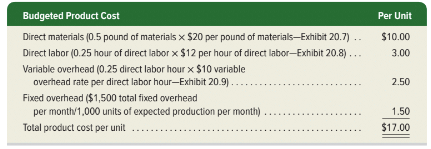 Budgeted Product Cost Per Unit
Direct materials (0.5 pound of materials × $20 per pound of materials—Exhibit 20.7) . . . $10.00
Direct labor (0.25 hour of direct labor × $12 per hour of direct labor—Exhibit 20.8) . . . 3.00
Variable overhead (0.25 direct labor hour × $10 variable
overhead rate per direct labor hour—Exhibit 20.9) . . . . . . . . . . . . . . . . . . . . . . . . . . 2.50
Fixed overhead ($1,500 total fixed overhead
per month/1,000 units of expected production per month) . . . . . . . . . . . . . . . . . . . 1.50
Total product cost per unit . . . . . . . . . . . . . . . . . . . . . . . . . . . . . . . . . . . . . . . . . . . . $17.00